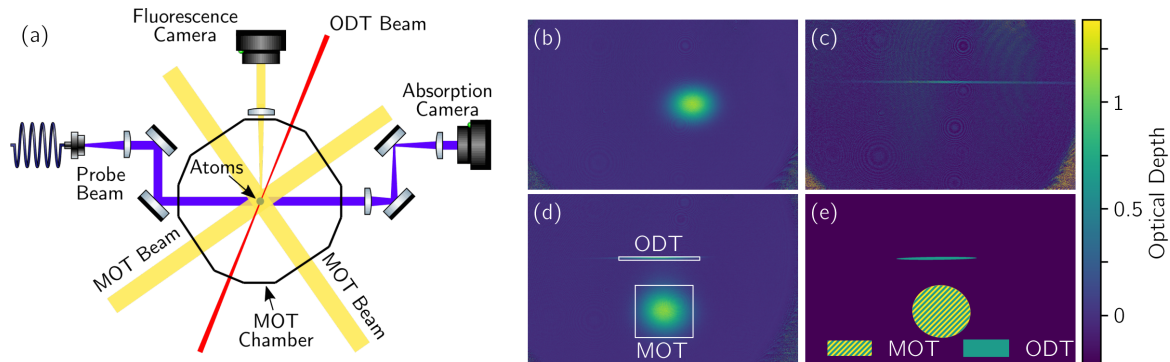 (a)
Fluorescence
Camera
ODT Beam
Absorption
Camera
Probe
Beam
Atoms
MOT Beam
MOT Beam
MOT
Chamber
(b)
(c)
(d)
ODT
MOT
(e)
MOT
ODT
1
0.5
0
Optical Depth